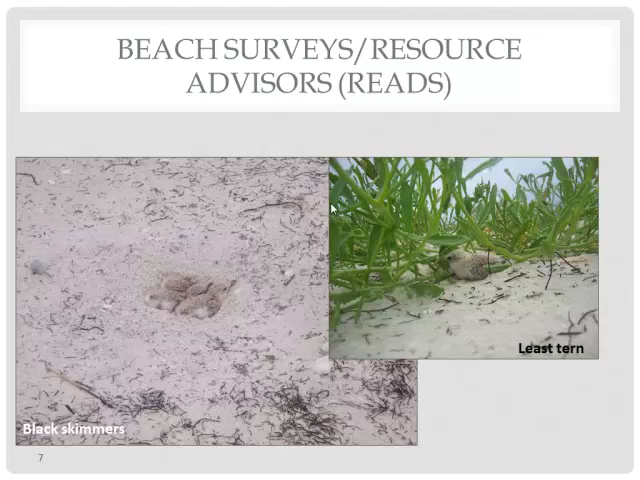 BEACH SURVEYS/RESOURCE
ADVISORS (READS)
Least tern
Black skimmers
7